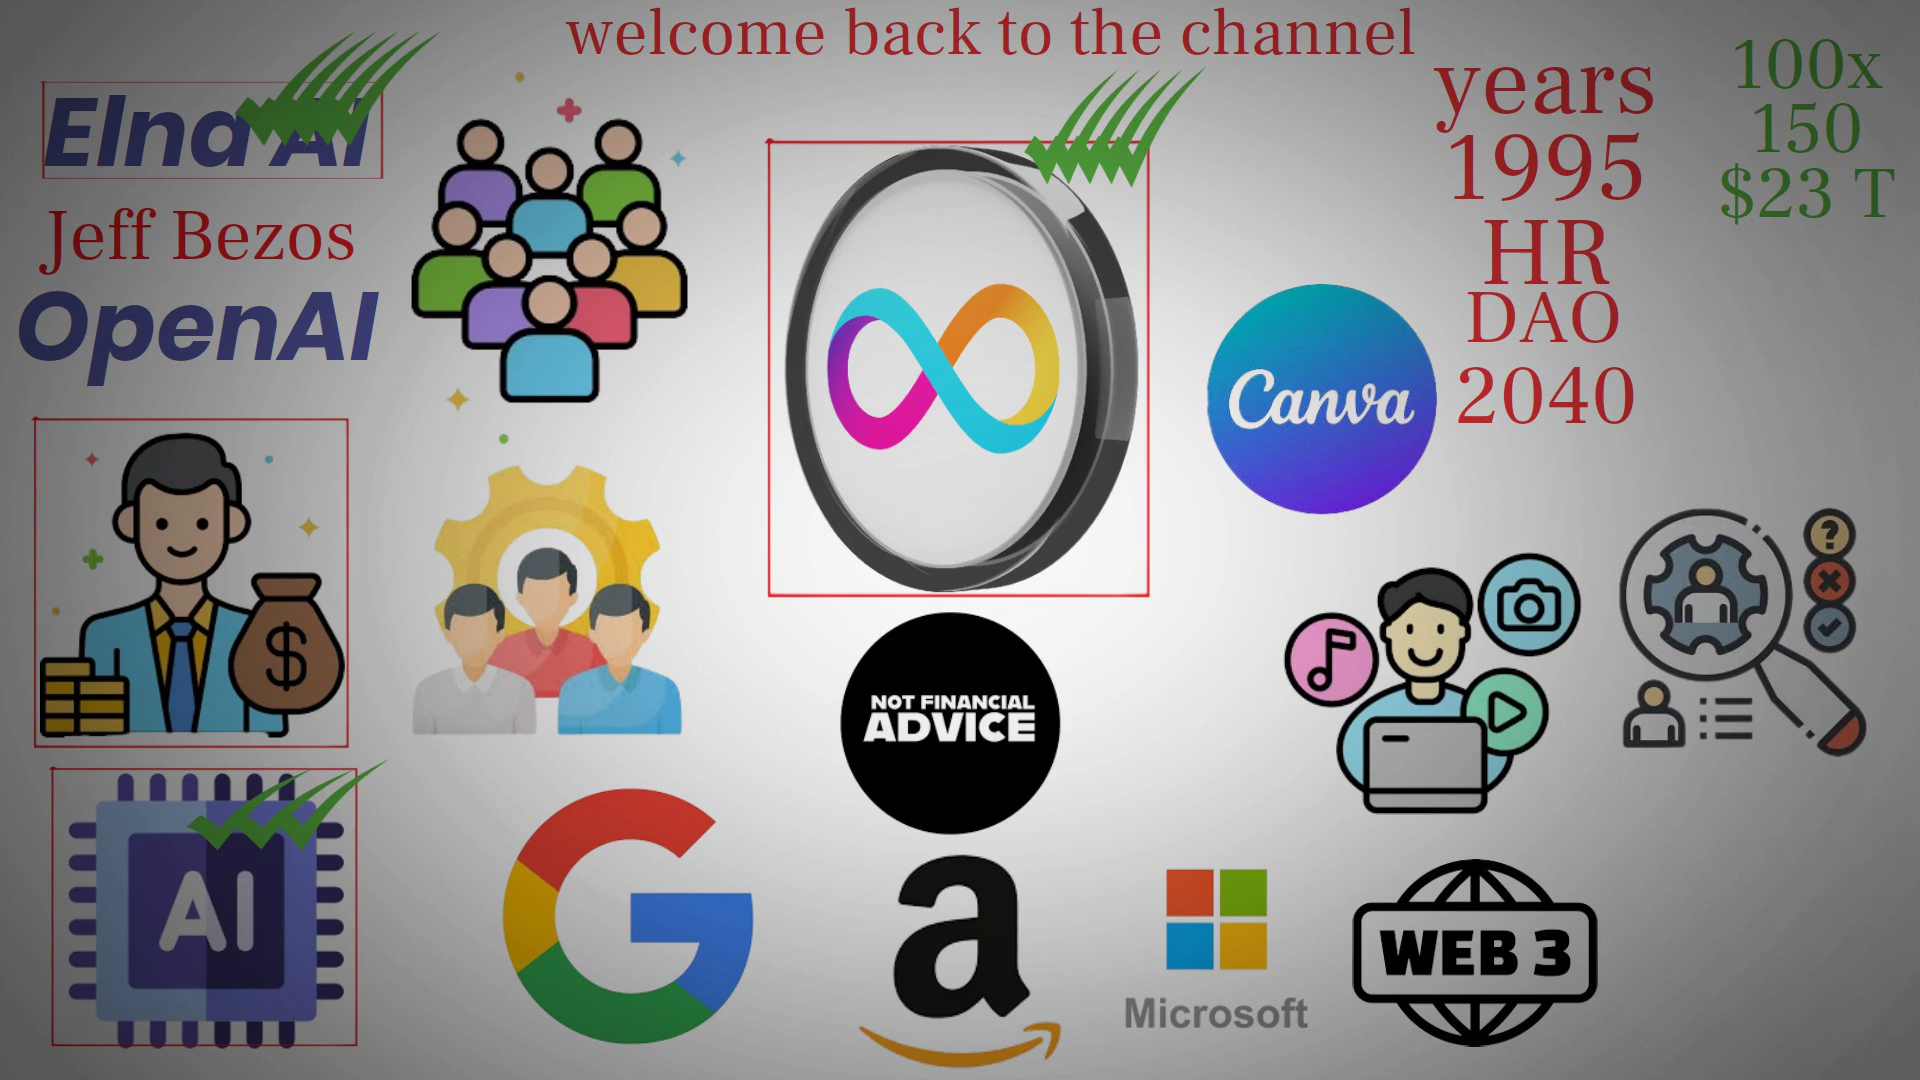 welcome back to the channel
Elna AI
Jeff Bezos
OpenAI
years
1995
HR
DAO
2040
100x
150
$23 T
Canva
$
?
NOT FINANCIAL
ADVICE
AI
G
a
Microsoft
WEB 3